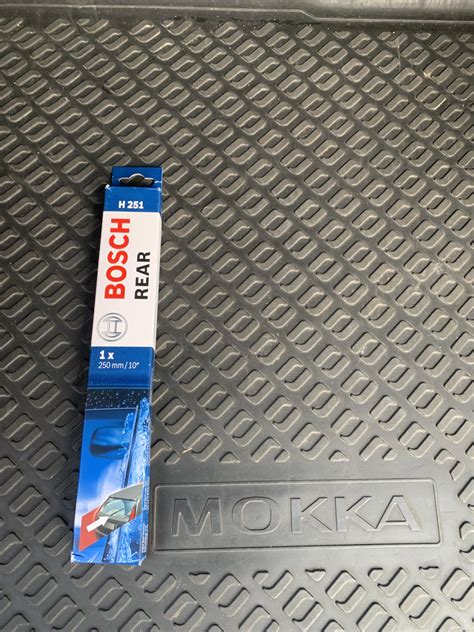 H 251
BOSCH
REAR
1 x
250 mm / 10"
MOKKA